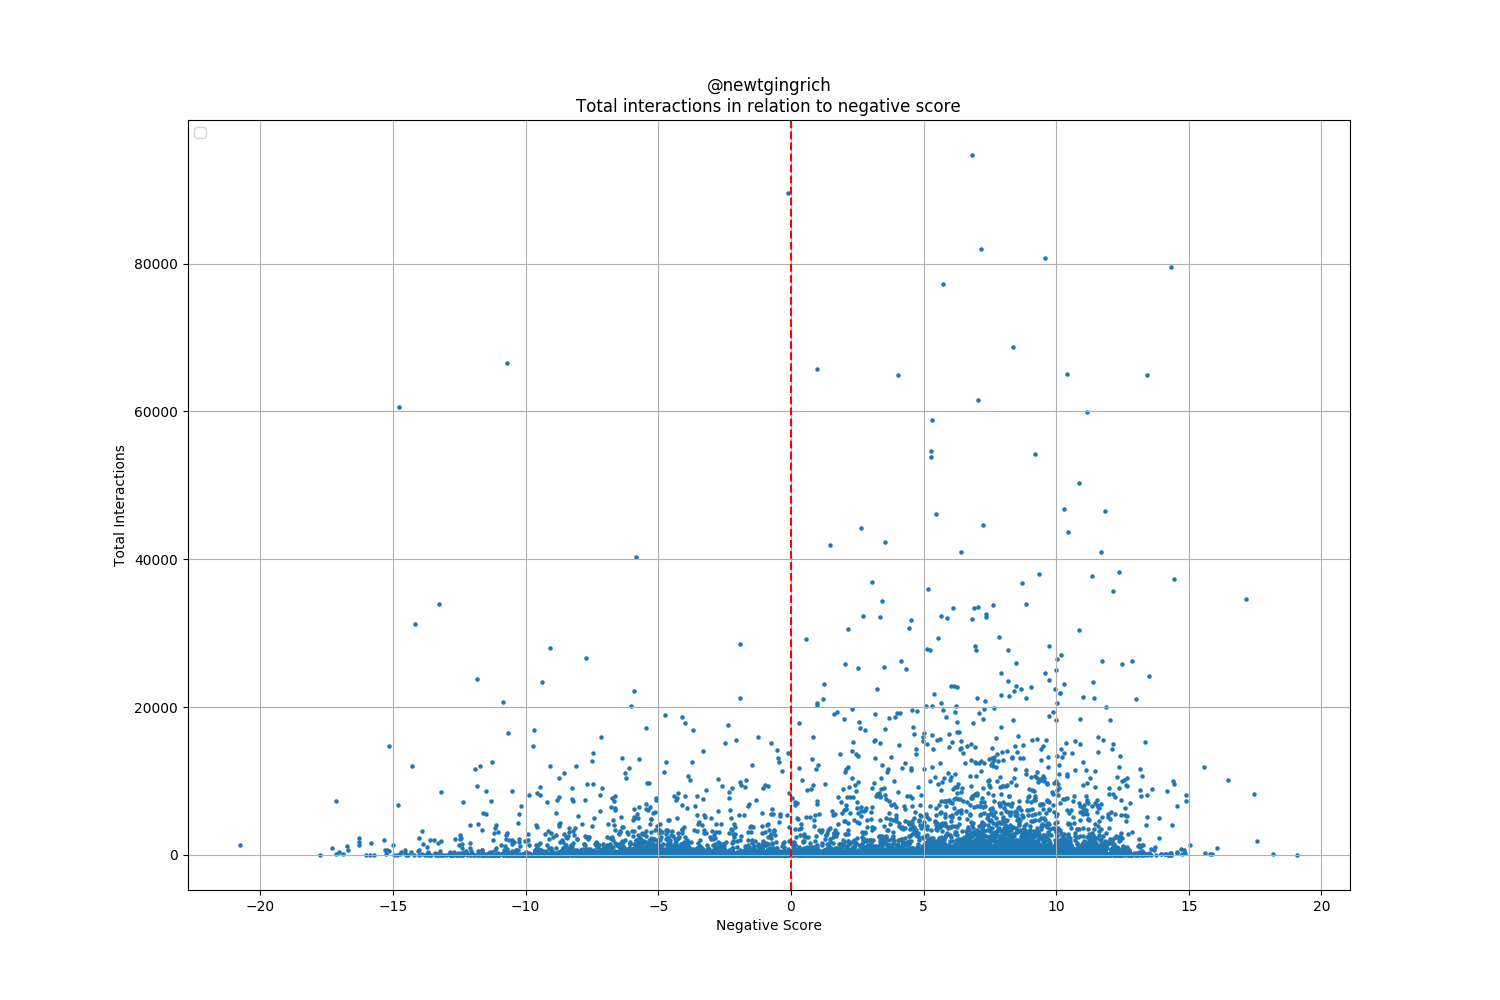 @newtgingrich
Total interactions in relation to negative score
80000
60000
40000
20000
0
Total Interactions
−20 −15 −10 −5 0 5 10 15 20
Negative Score